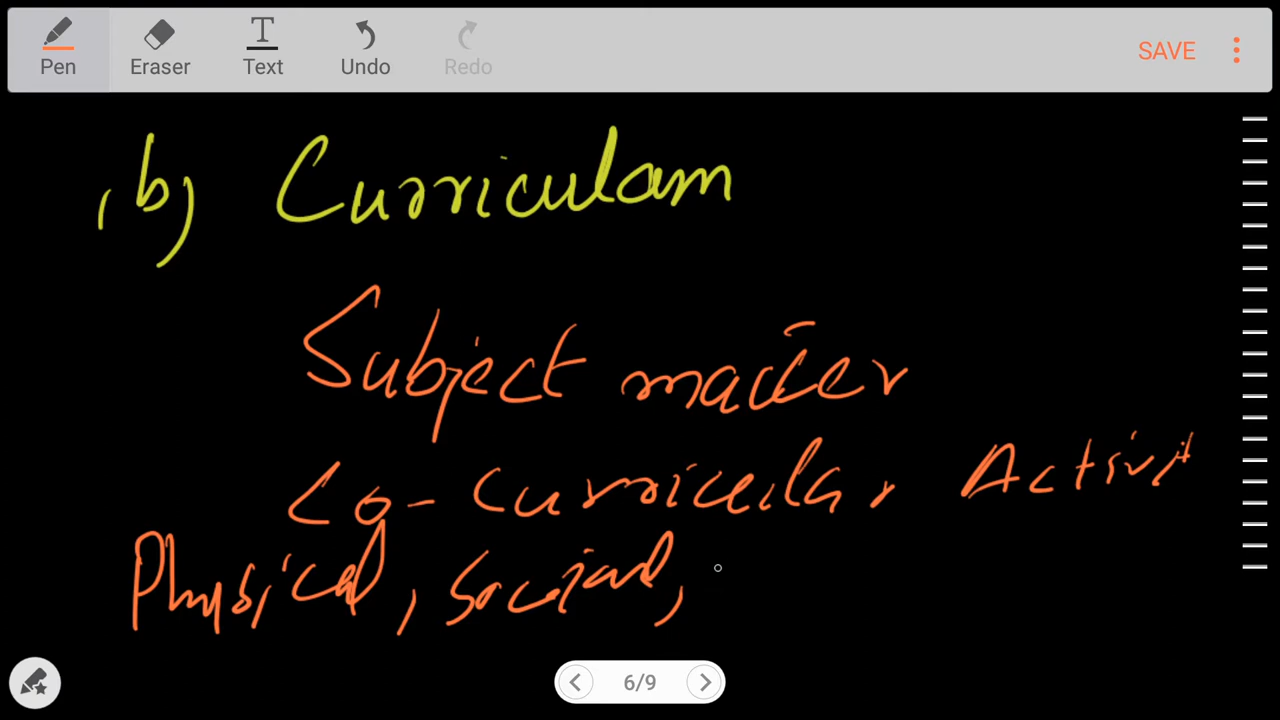 Pen Eraser Text Undo Redo SAVE
(b) Curriculam
Subject matter
Co-curricular Activit
Physical, Social,
6/9